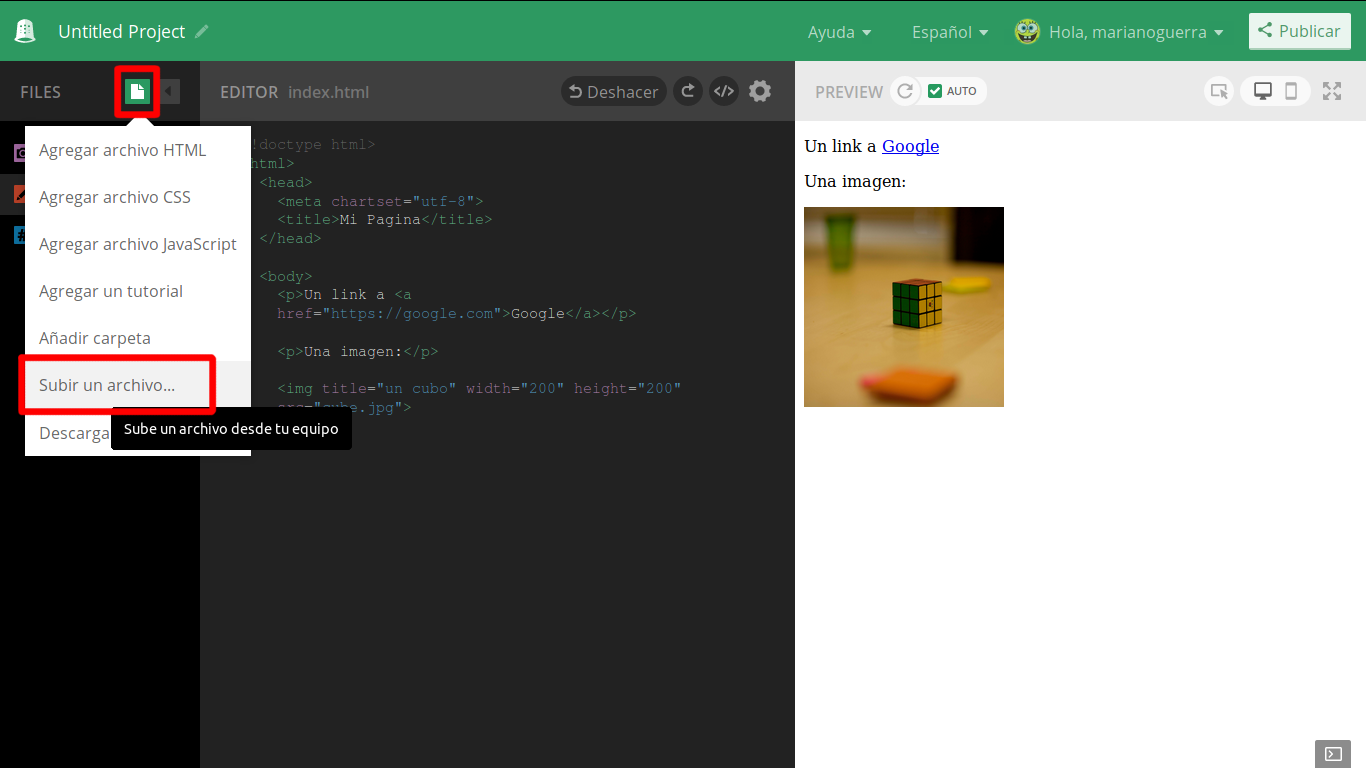 Untitled Project
Ayuda
Español
Hola, marianoguerra
Publicar
FILES
EDITOR index.html
Deshacer
</>
PREVIEW
AUTO
Agregar archivo HTML
Agregar archivo CSS
Agregar archivo JavaScript
Agregar un tutorial
Añadir carpeta
Subir un archivo...
Descarga
Sube un archivo desde tu equipo
!doctype html>
html>
<head>
<meta chartset="utf-8">
<title>Mi Pagina</title>
</head>
<body>
<p>Un link a <a
href="https://google.com">Google</a></p>
<p>Una imagen:</p>
<img title="un cubo" width="200" height="200"
src="cube.jpg">
Un link a Google
Una imagen: